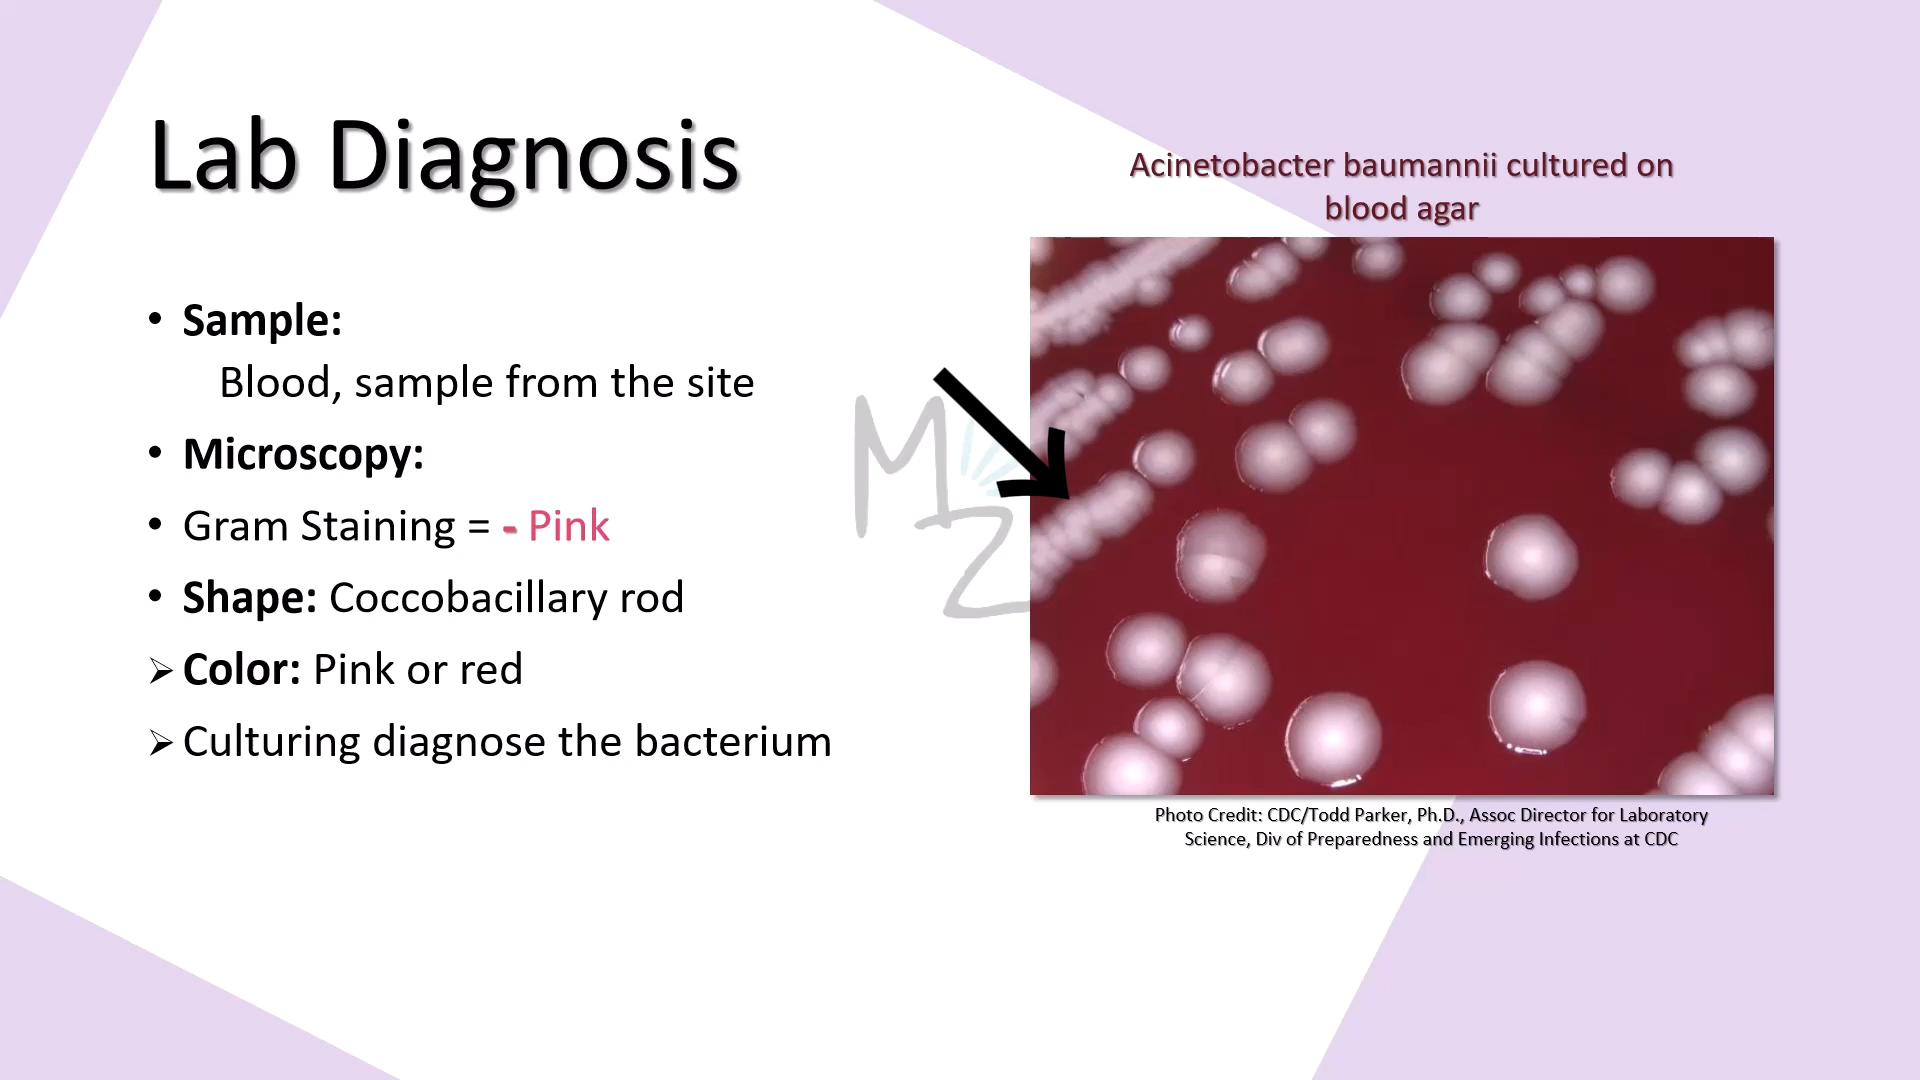 Lab Diagnosis
• Sample:
Blood, sample from the site
• Microscopy:
• Gram Staining = - Pink
• Shape: Coccobacillary rod
➢ Color: Pink or red
➢ Culturing diagnose the bacterium
Acinetobacter baumannii cultured on
blood agar
MZ
Photo Credit: CDC/Todd Parker, Ph.D., Assoc Director for Laboratory
Science, Div of Preparedness and Emerging Infections at CDC